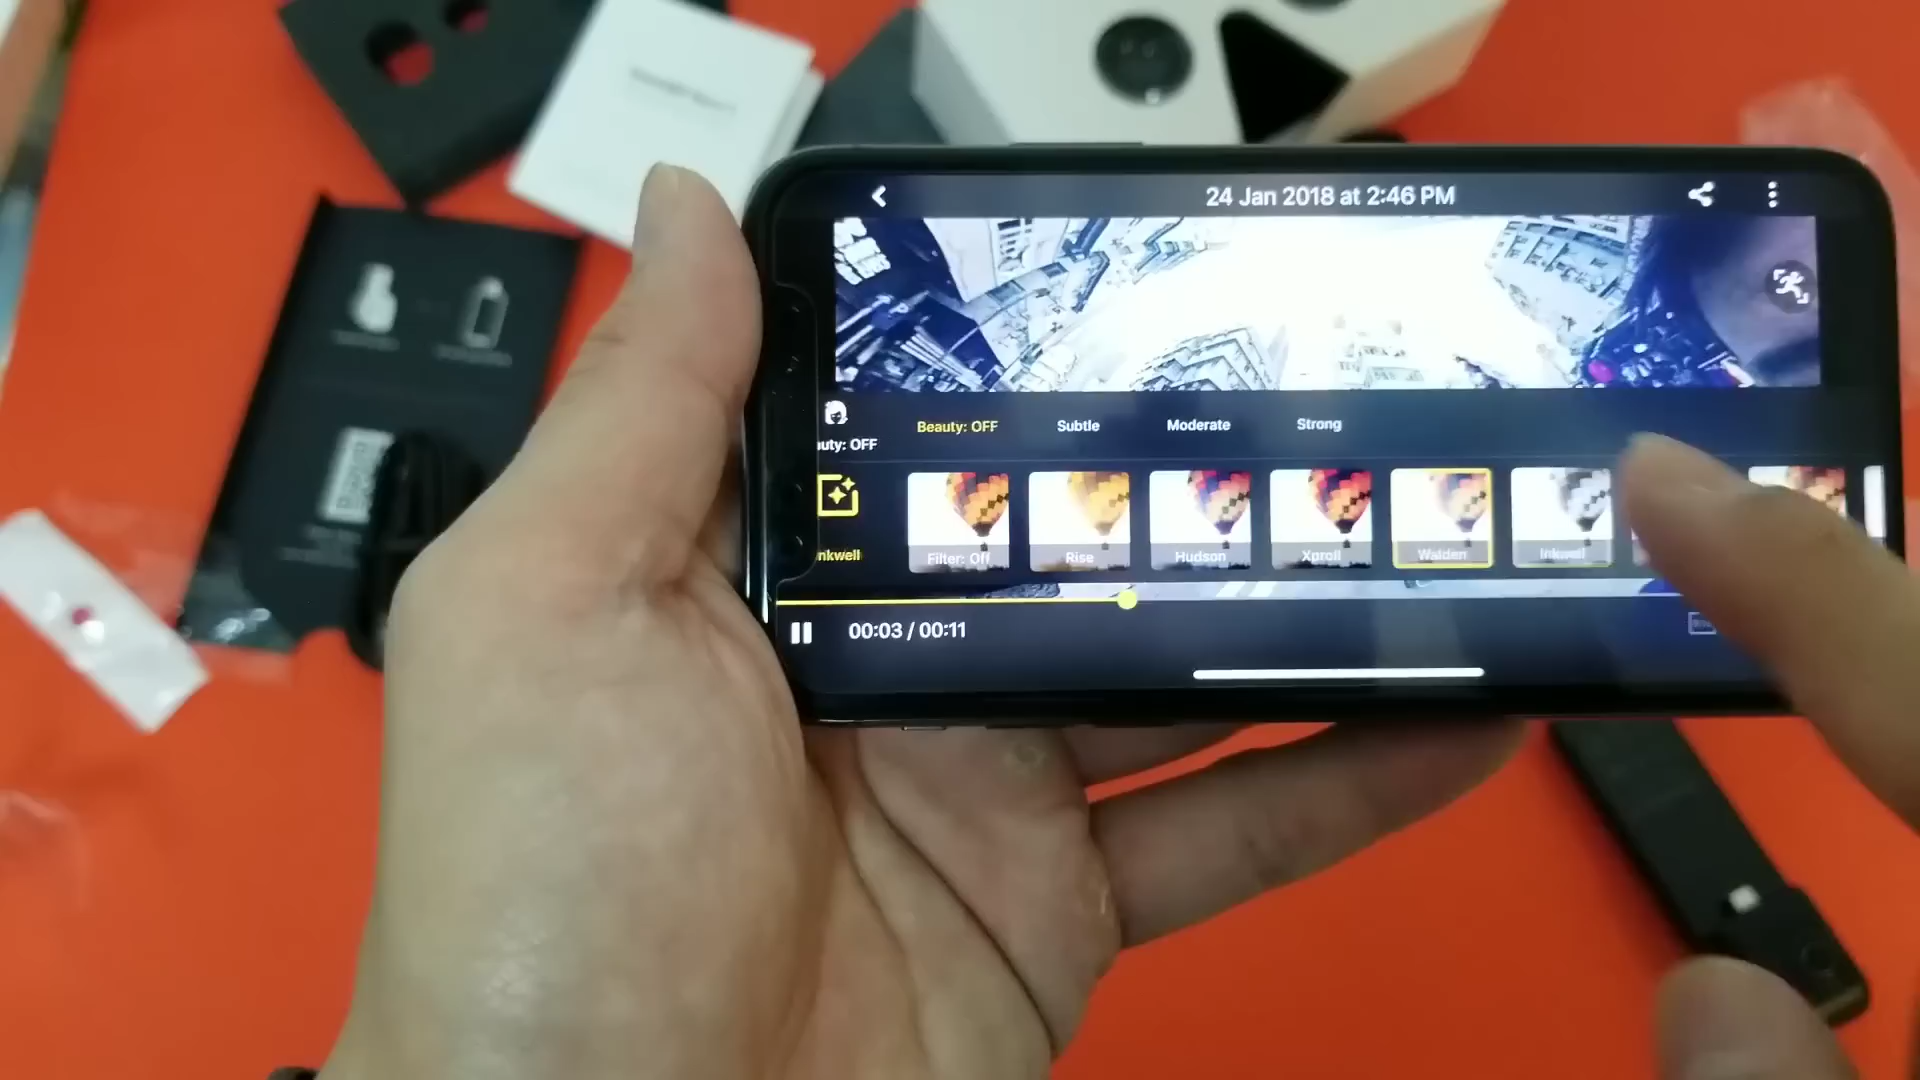 24 Jan 2018 at 2:46 PM
uty: OFF
Beauty: OFF
Subtle
Moderate
Strong
nkwell
Filter: Off
Rise
Hudson
Xproll
Walden
Inkwell
00:03 / 00:11